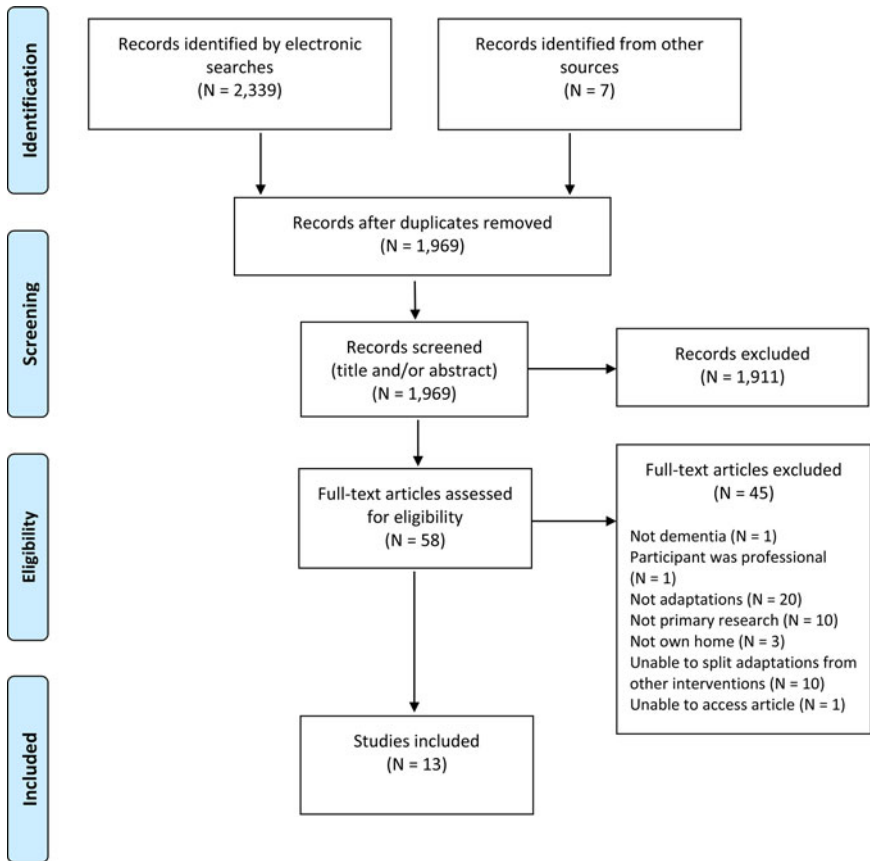 Identification
Records identified by electronic
searches
(N = 2,339)
Records identified from other
sources
(N = 7)
Records after duplicates removed
(N = 1,969)
Screening
Records screened
(title and/or abstract)
(N = 1,969)
Records excluded
(N = 1,911)
Eligibility
Full-text articles assessed
for eligibility
(N = 58)
Full-text articles excluded
(N = 45)
Not dementia (N = 1)
Participant was professional
(N = 1)
Not adaptations (N = 20)
Not primary research (N = 10)
Not own home (N = 3)
Unable to split adaptations from
other interventions (N = 10)
Unable to access article (N = 1)
Included
Studies included
(N = 13)